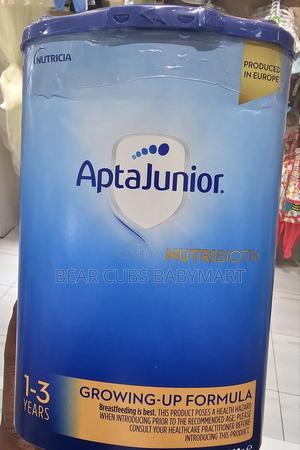 NUTRICIA
PRODUCED
IN EUROPE
AptaJunior.
NUTRIBIOTIK
BEAR CUBS BABYMART
1-3
YEARS
GROWING-UP FORMULA
Breastfeeding is best. THIS PRODUCT POSES A HEALTH HAZARD
WHEN INTRODUCING PRIOR TO THE RECOMMENDED AGE; PLEASE
CONSULT YOUR HEALTHCARE PRACTITIONER BEFORE
INTRODUCING THIS PRODUCT.